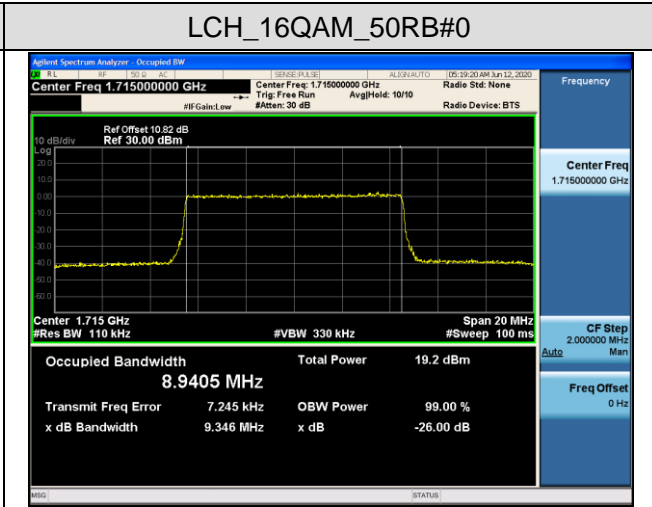 LCH_16QAM_50RB#0
Agilent Spectrum Analyzer - Occupied BW
RL RF 50 Ω AC SENSE:PULSE ALIGNAUTO 05:19:20 AM Jun 12, 2020
Center Freq 1.715000000 GHz
Center Freq: 1.715000000 GHz
Radio Std: None
Trig: Free Run Avg|Hold: 10/10
#IFGain:Low #Atten: 30 dB Radio Device: BTS
Ref Offset 10.82 dB
10 dB/div Ref 30.00 dBm
Log
20.0
10.0
0.00
-10.0
-20.0
-30.0
-40.0
-50.0
-60.0
Center 1.715 GHz Span 20 MHz
#Res BW 110 kHz #VBW 330 kHz #Sweep 100 ms
Occupied Bandwidth Total Power 19.2 dBm
8.9405 MHz
Transmit Freq Error 7.245 kHz OBW Power 99.00 %
x dB Bandwidth 9.346 MHz x dB -26.00 dB
MSG STATUS
Frequency
Center Freq
1.715000000 GHz
CF Step
2.000000 MHz
Auto Man
Freq Offset
0 Hz